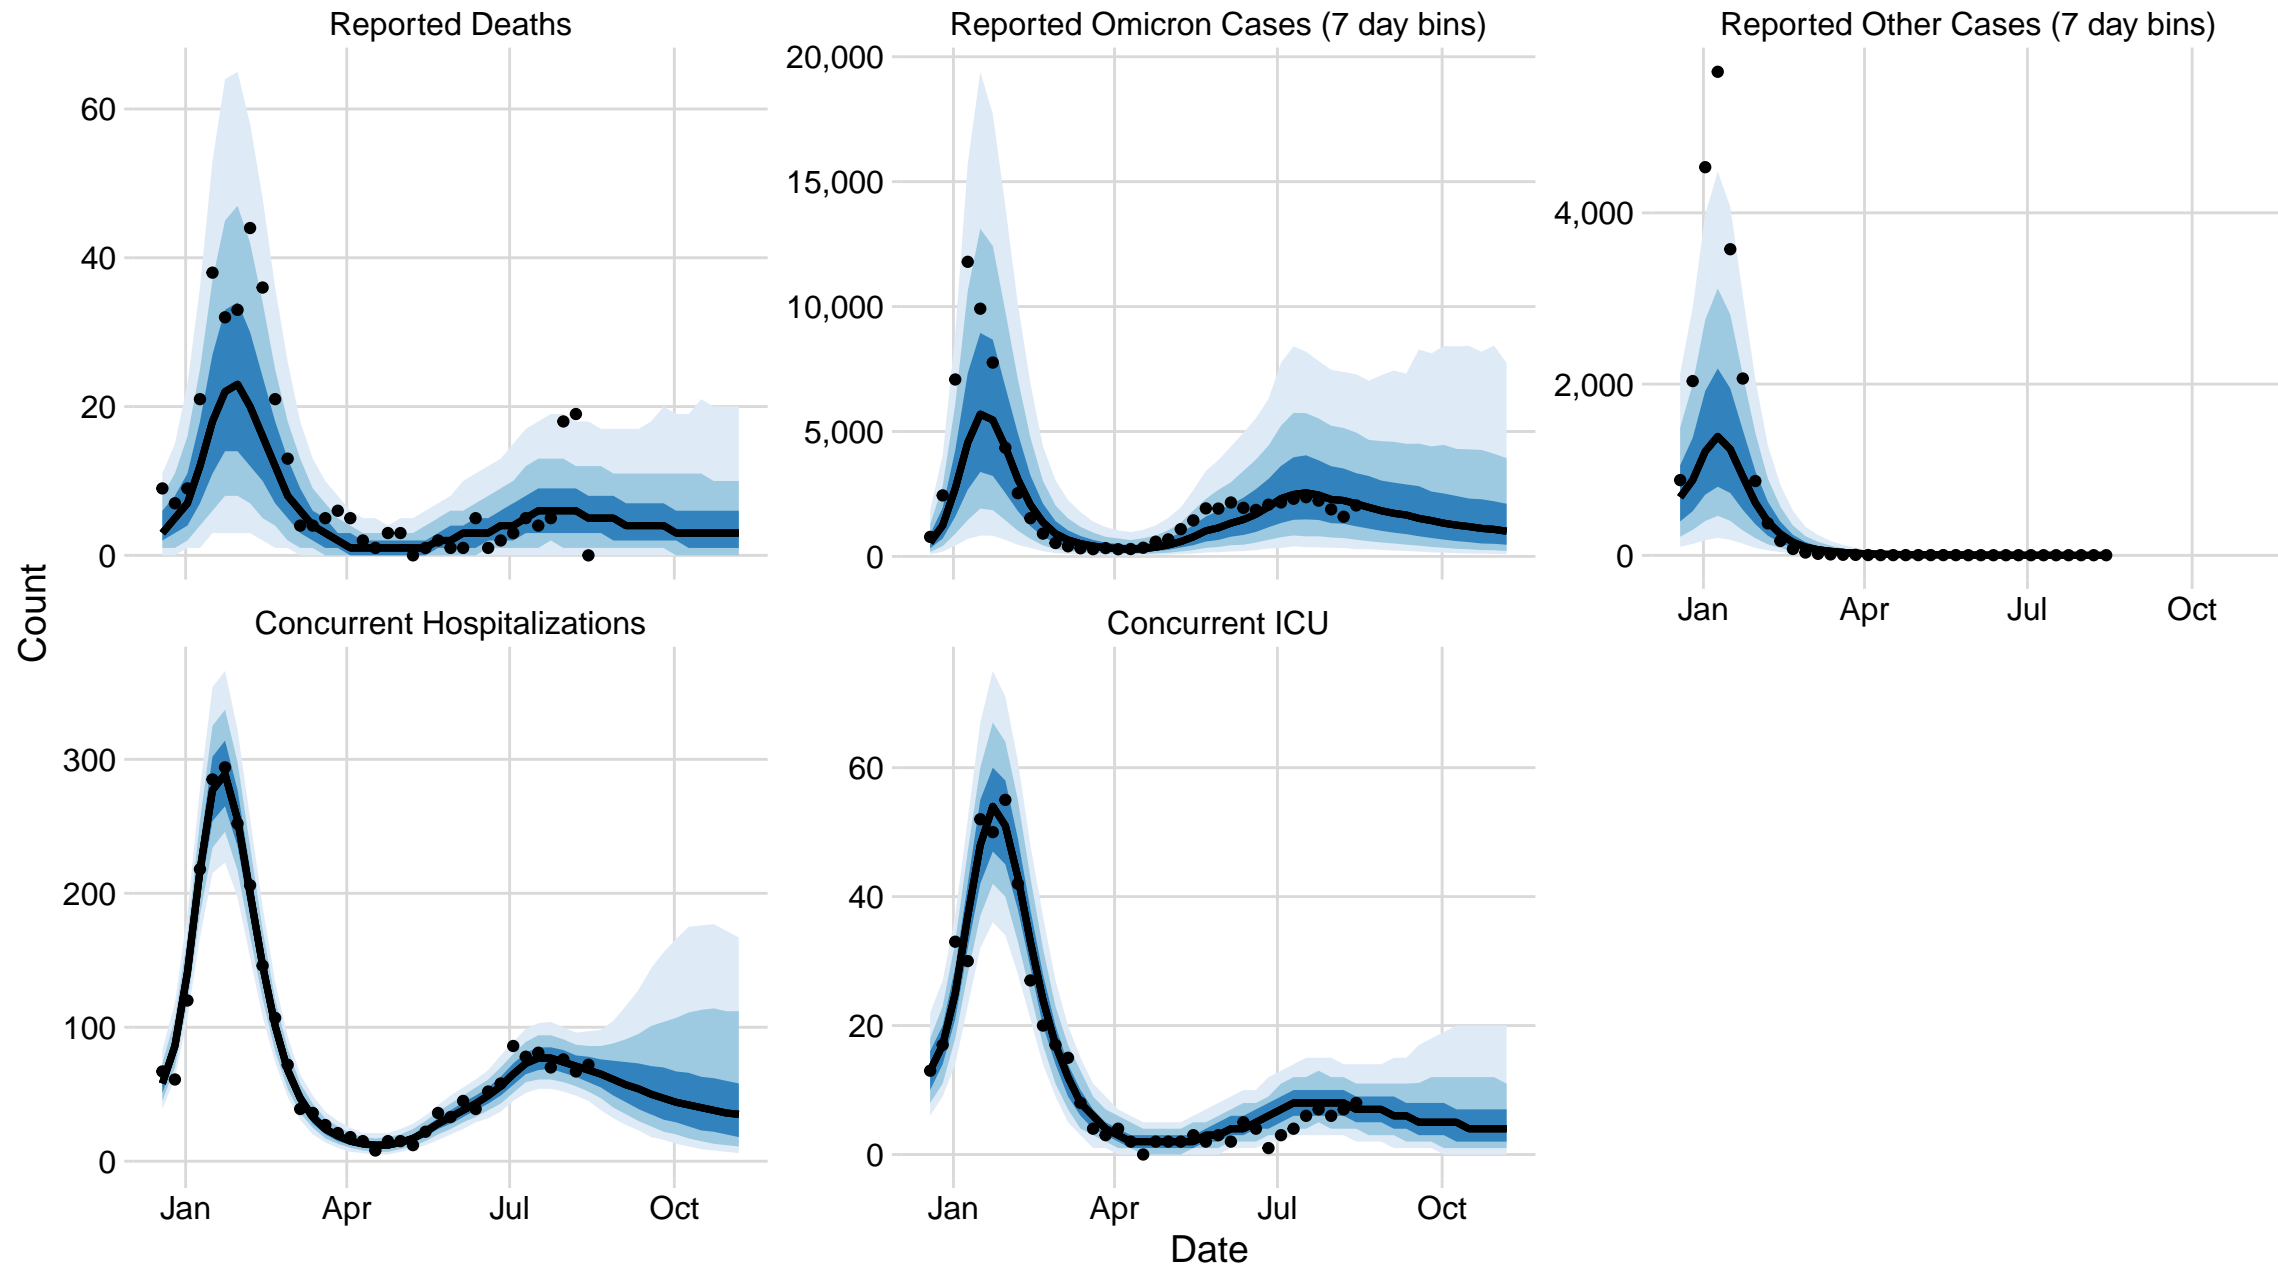 Reported Deaths
Reported Omicron Cases (7 day bins)
Reported Other Cases (7 day bins)
60
40
20
0
20,000
15,000
10,000
5,000
0
4,000
2,000
0
Jan Apr Jul Oct
Count
Concurrent Hospitalizations
Concurrent ICU
300
200
100
0
60
40
20
0
Jan Apr Jul Oct
Jan Apr Jul Oct
Date